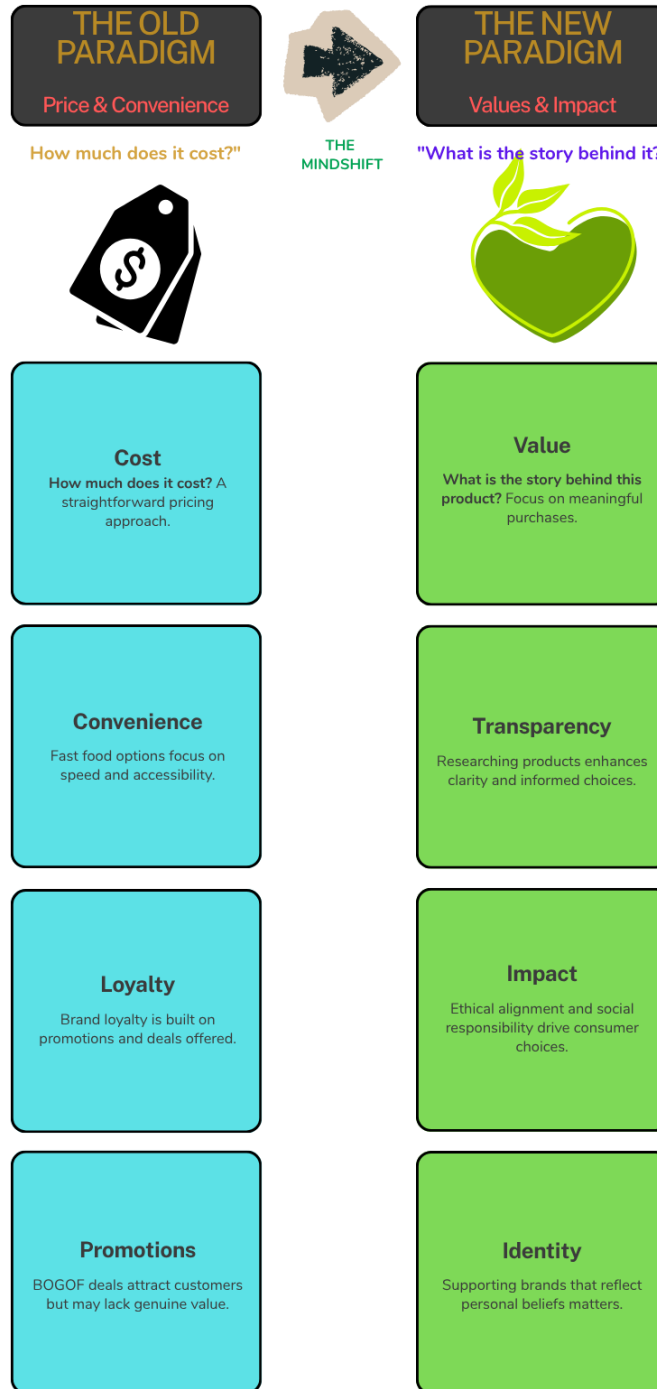 THE OLD
PARADIGM
Price & Convenience
How much does it cost?"
THE
MINDSHIFT
THE NEW
PARADIGM
Values & Impact
"What is the story behind it?
$
Cost
How much does it cost? A
straightforward pricing
approach.
Value
What is the story behind this
product? Focus on meaningful
purchases.
Convenience
Fast food options focus on
speed and accessibility.
Transparency
Researching products enhances
clarity and informed choices.
Loyalty
Brand loyalty is built on
promotions and deals offered.
Impact
Ethical alignment and social
responsibility drive consumer
choices.
Promotions
BOGOF deals attract customers
but may lack genuine value.
Identity
Supporting brands that reflect
personal beliefs matters.